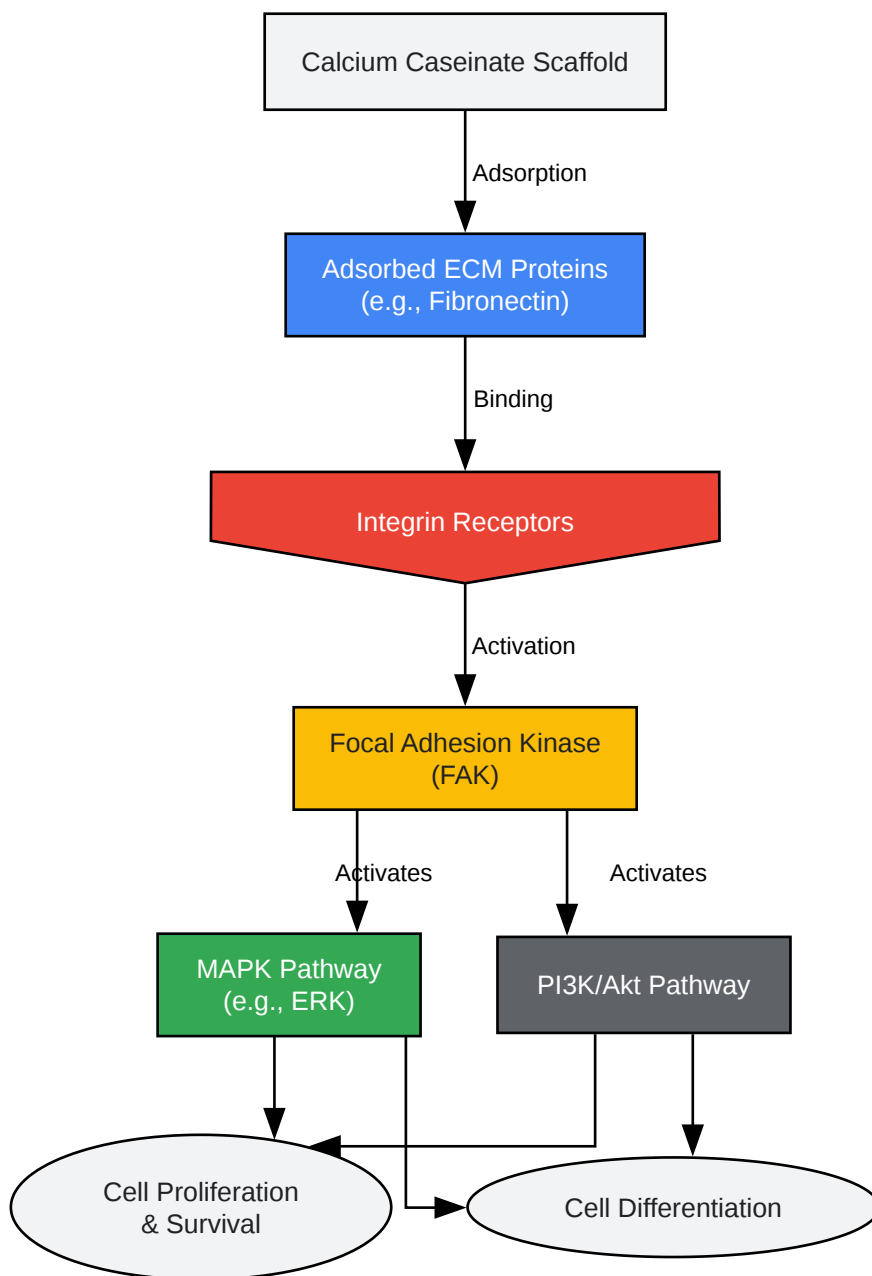 Calcium Caseinate Scaffold
Adsorption
Adsorbed ECM Proteins
(e.g., Fibronectin)
Binding
Integrin Receptors
Activation
Focal Adhesion Kinase
(FAK)
Activates
Activates
MAPK Pathway
(e.g., ERK)
PI3K/Akt Pathway
Cell Proliferation
& Survival
Cell Differentiation